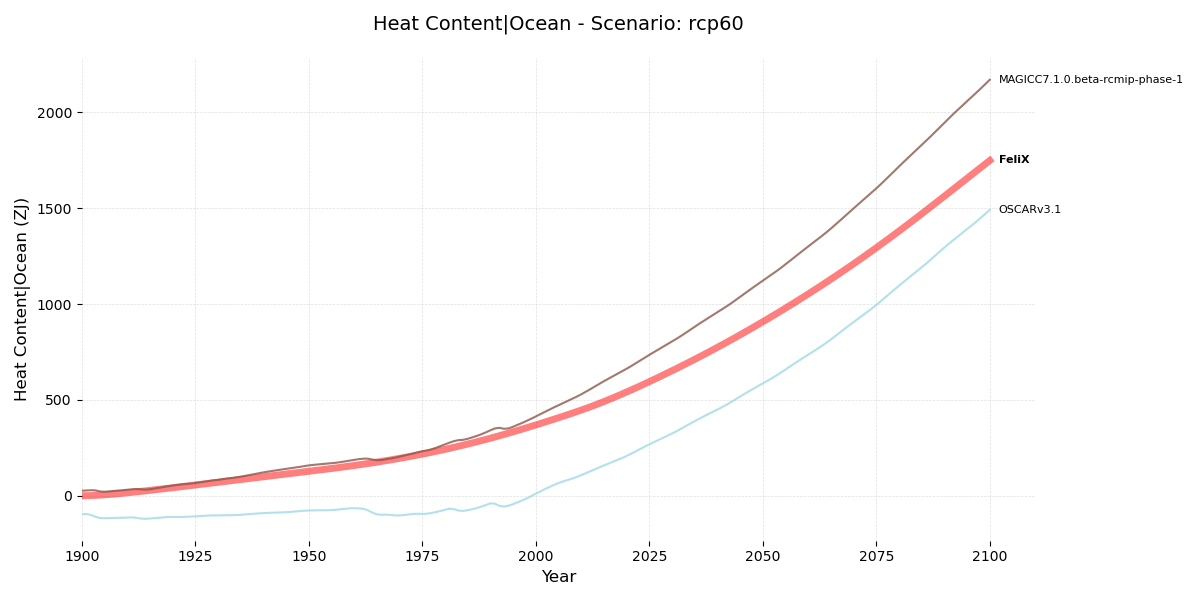 Heat Content|Ocean - Scenario: rcp60
Heat Content|Ocean (ZJ)
2000
1500
1000
500
0
MAGICC7.1.0.beta-rcmip-phase-1
FeliX
OSCARv3.1
1900 1925 1950 1975 2000 2025 2050 2075 2100
Year